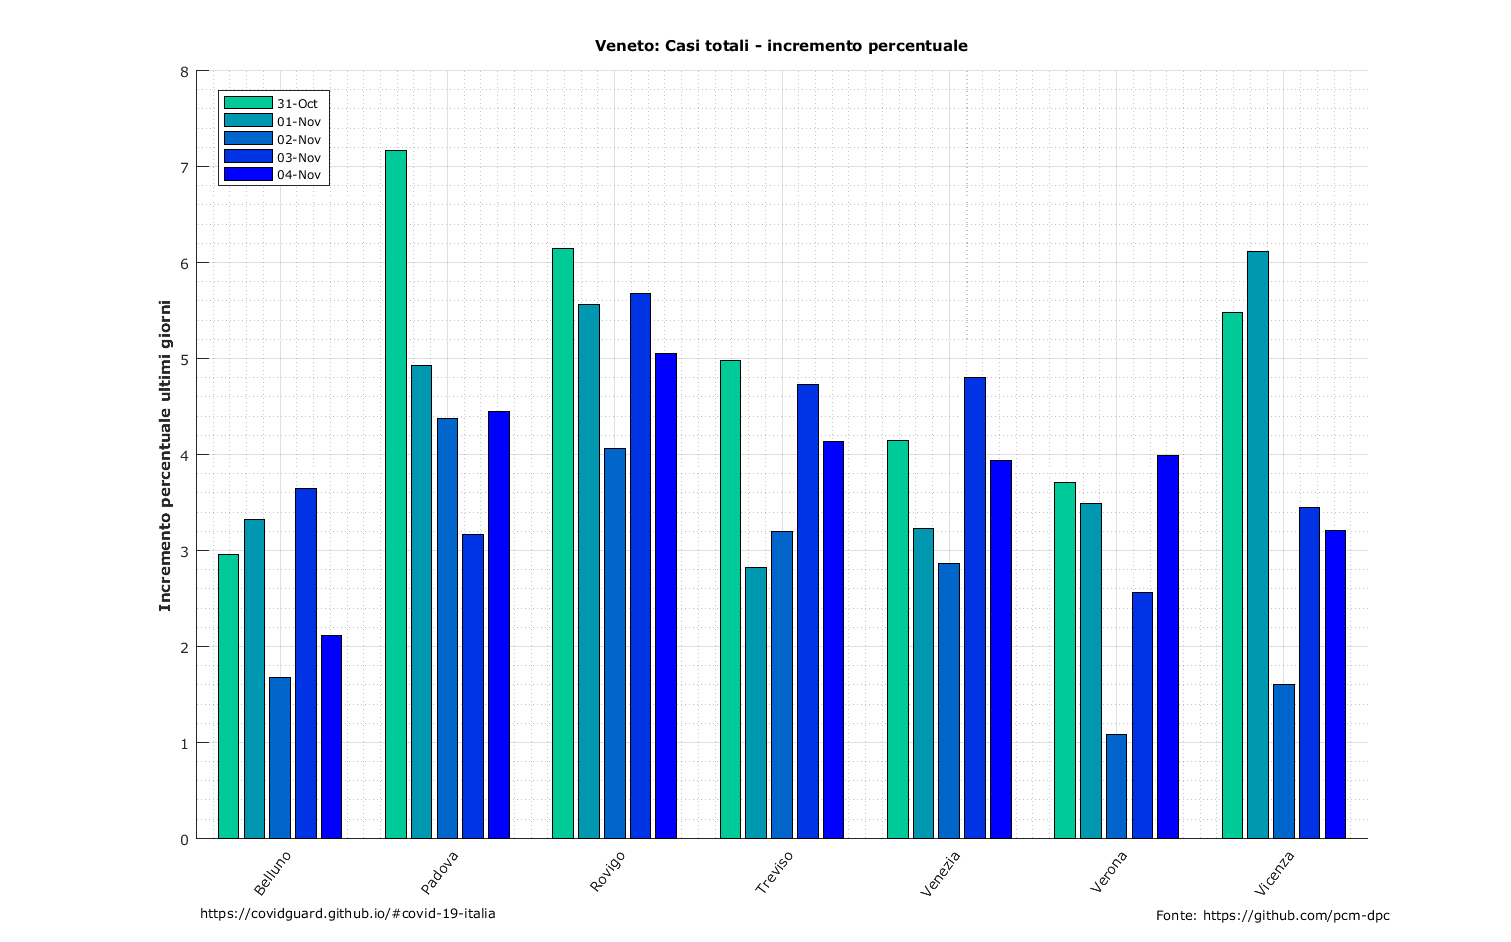 Veneto: Casi totali - incremento percentuale
8
7
6
5
4
3
2
1
0
Incremento percentuale ultimi giorni
31-Oct
01-Nov
02-Nov
03-Nov
04-Nov
Belluno
Padova
Rovigo
Treviso
Venezia
Verona
Vicenza
https://covidguard.github.io/#covid-19-italia
Fonte: https://github.com/pcm-dpc